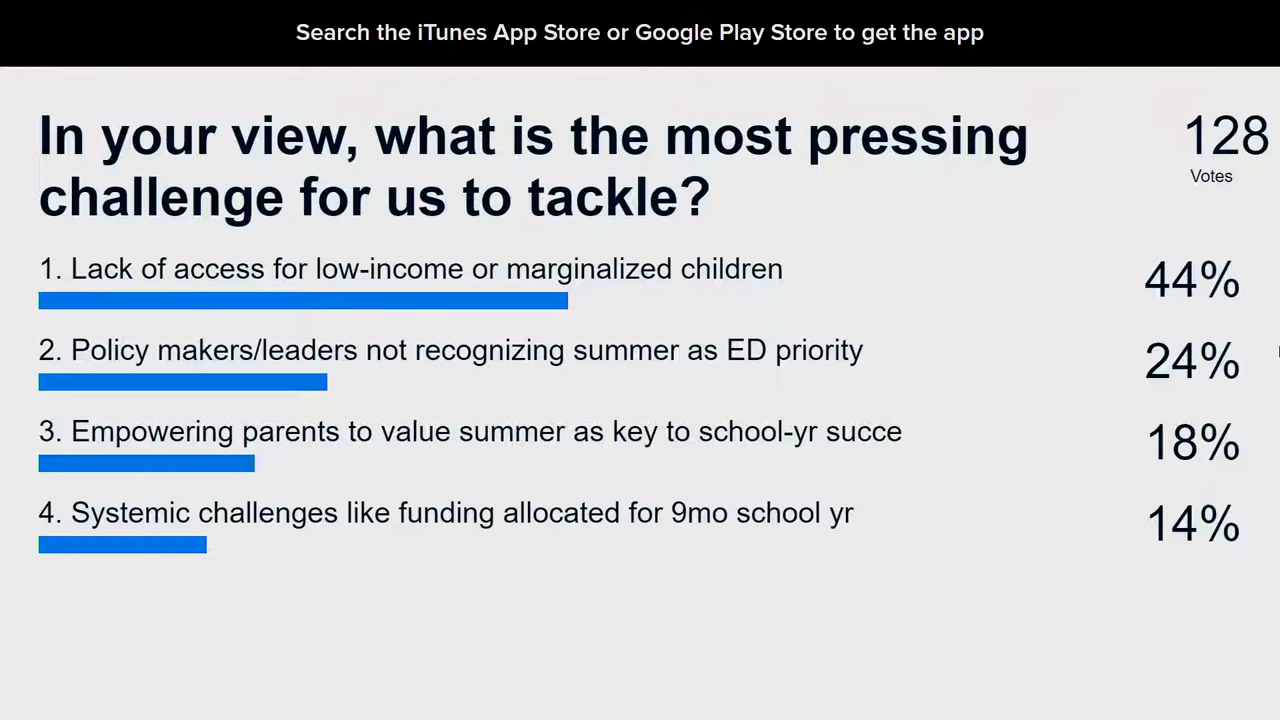 Search the iTunes App Store or Google Play Store to get the app
In your view, what is the most pressing
challenge for us to tackle?
128
Votes
1. Lack of access for low-income or marginalized children
44%
2. Policy makers/leaders not recognizing summer as ED priority
24%
3. Empowering parents to value summer as key to school-yr succe
18%
4. Systemic challenges like funding allocated for 9mo school yr
14%